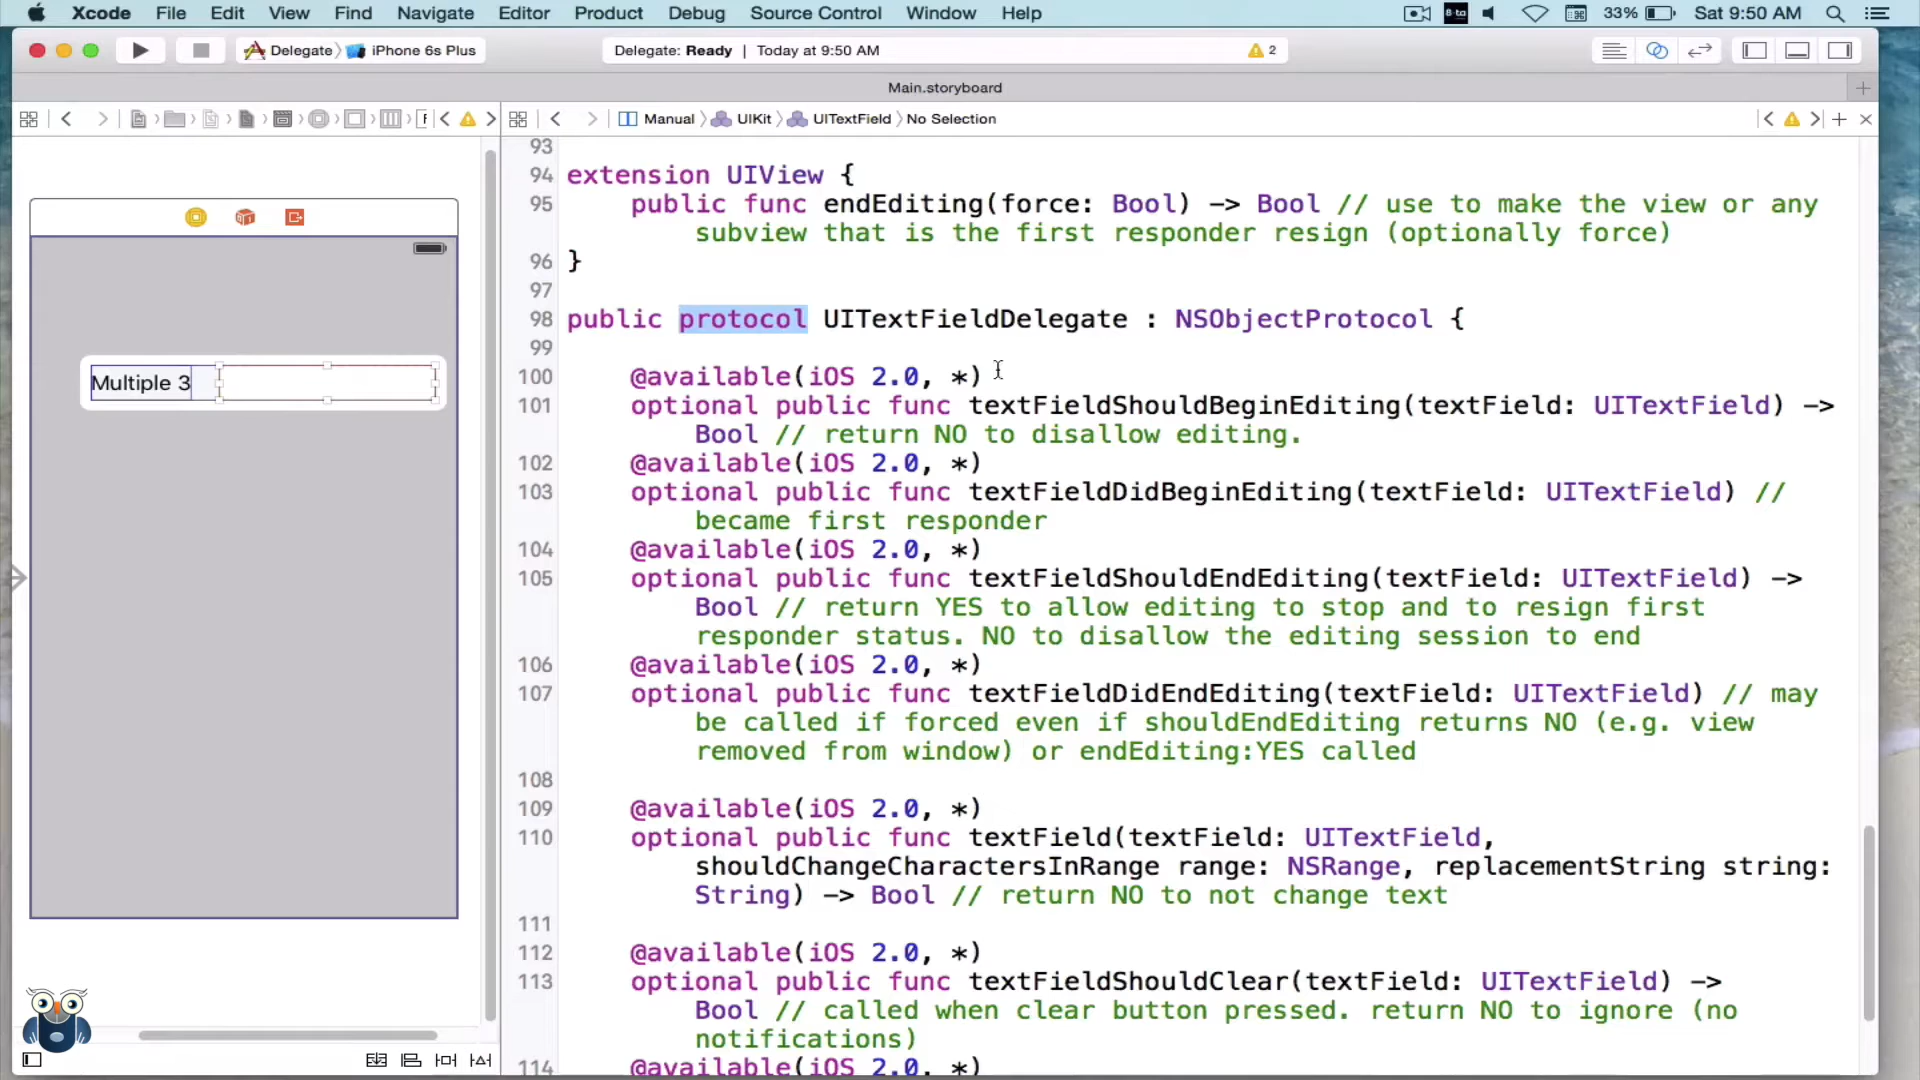 Xcode File Edit View Find Navigate Editor Product Debug Source Control Window Help 33% Sat 9:50 AM
Delegate iPhone 6s Plus Delegate: Ready | Today at 9:50 AM 2
Main.storyboard
Manual UIKit UITextField No Selection
Multiple 3
93
94 extension UIView {
95 public func endEditing(force: Bool) -> Bool // use to make the view or any
subview that is the first responder resign (optionally force)
96 }
97
98 public protocol UITextFieldDelegate : NSObjectProtocol {
99
100 @available(iOS 2.0, *)
101 optional public func textFieldShouldBeginEditing(textField: UITextField) ->
Bool // return NO to disallow editing.
102 @available(iOS 2.0, *)
103 optional public func textFieldDidBeginEditing(textField: UITextField) //
became first responder
104 @available(iOS 2.0, *)
105 optional public func textFieldShouldEndEditing(textField: UITextField) ->
Bool // return YES to allow editing to stop and to resign first
responder status. NO to disallow the editing session to end
106 @available(iOS 2.0, *)
107 optional public func textFieldDidEndEditing(textField: UITextField) // may
be called if forced even if shouldEndEditing returns NO (e.g. view
removed from window) or endEditing:YES called
108
109 @available(iOS 2.0, *)
110 optional public func textField(textField: UITextField,
shouldChangeCharactersInRange range: NSRange, replacementString string:
String) -> Bool // return NO to not change text
111
112 @available(iOS 2.0, *)
113 optional public func textFieldShouldClear(textField: UITextField) ->
Bool // called when clear button pressed. return NO to ignore (no
notifications)
114 @available(iOS 2.0, *)